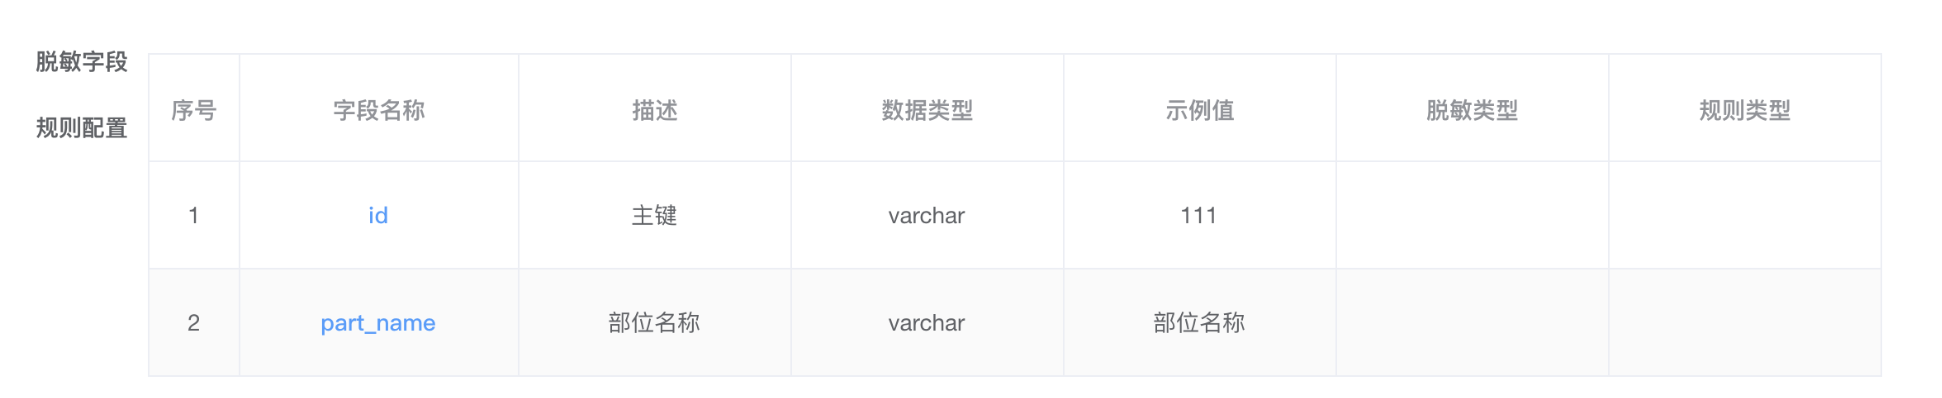 脱敏字段
规则配置
序号 字段名称 描述 数据类型 示例值 脱敏类型 规则类型
1 id 主键 varchar 111
2 part_name 部位名称 varchar 部位名称